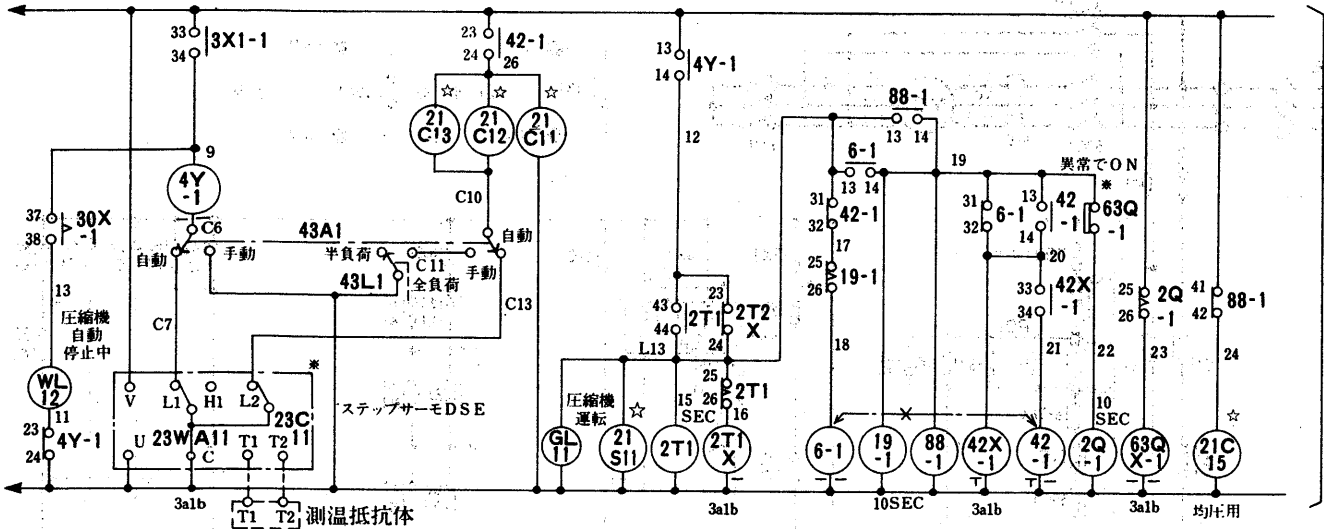 33
34
3X1-1
23
24
42-1
26
☆ ☆ ☆
21 C13
21 C12
21 C11
13
14
4Y-1
12
88-1
13 14
6-1
13 14
19
異常でON
※
9
4Y -1
C6
C10
37
38
30X -1
43A1
自動
手動
半負荷
全負荷
C11
43L1
自動
手動
C13
31
32
42-1
17
25
26
19-1
18
31
32
6-1
13
14
42 -1
63Q -1
20
33
34
42X -1
21
22
25
26
2Q -1
23
41
42
88-1
24
13
圧縮機
自動
停止中
C7
43
44
2T1
23
24
2T2 X
L13
25
26
2T1
16
15 SEC
10 SEC
☆
WL 12
11
23
24
4Y-1
V
L1
H1
L2
※
U
23W A11
C
T1
T2
23C 11
ステップサーモDSE
圧縮機
運転
☆
GL 11
21 S11
2T1
2T1 X
6-1
19 -1
88 -1
42X -1
42 -1
2Q -1
63Q X-1
21C 15
3a1b
T1 T2
測温抵抗体
3a1b
10SEC
3a1b
3a1b
均圧用